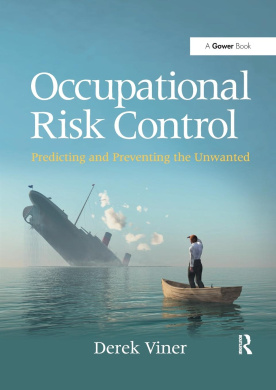 A Gower Book
Occupational
Risk Control
Predicting and Preventing the Unwanted
Derek Viner
R